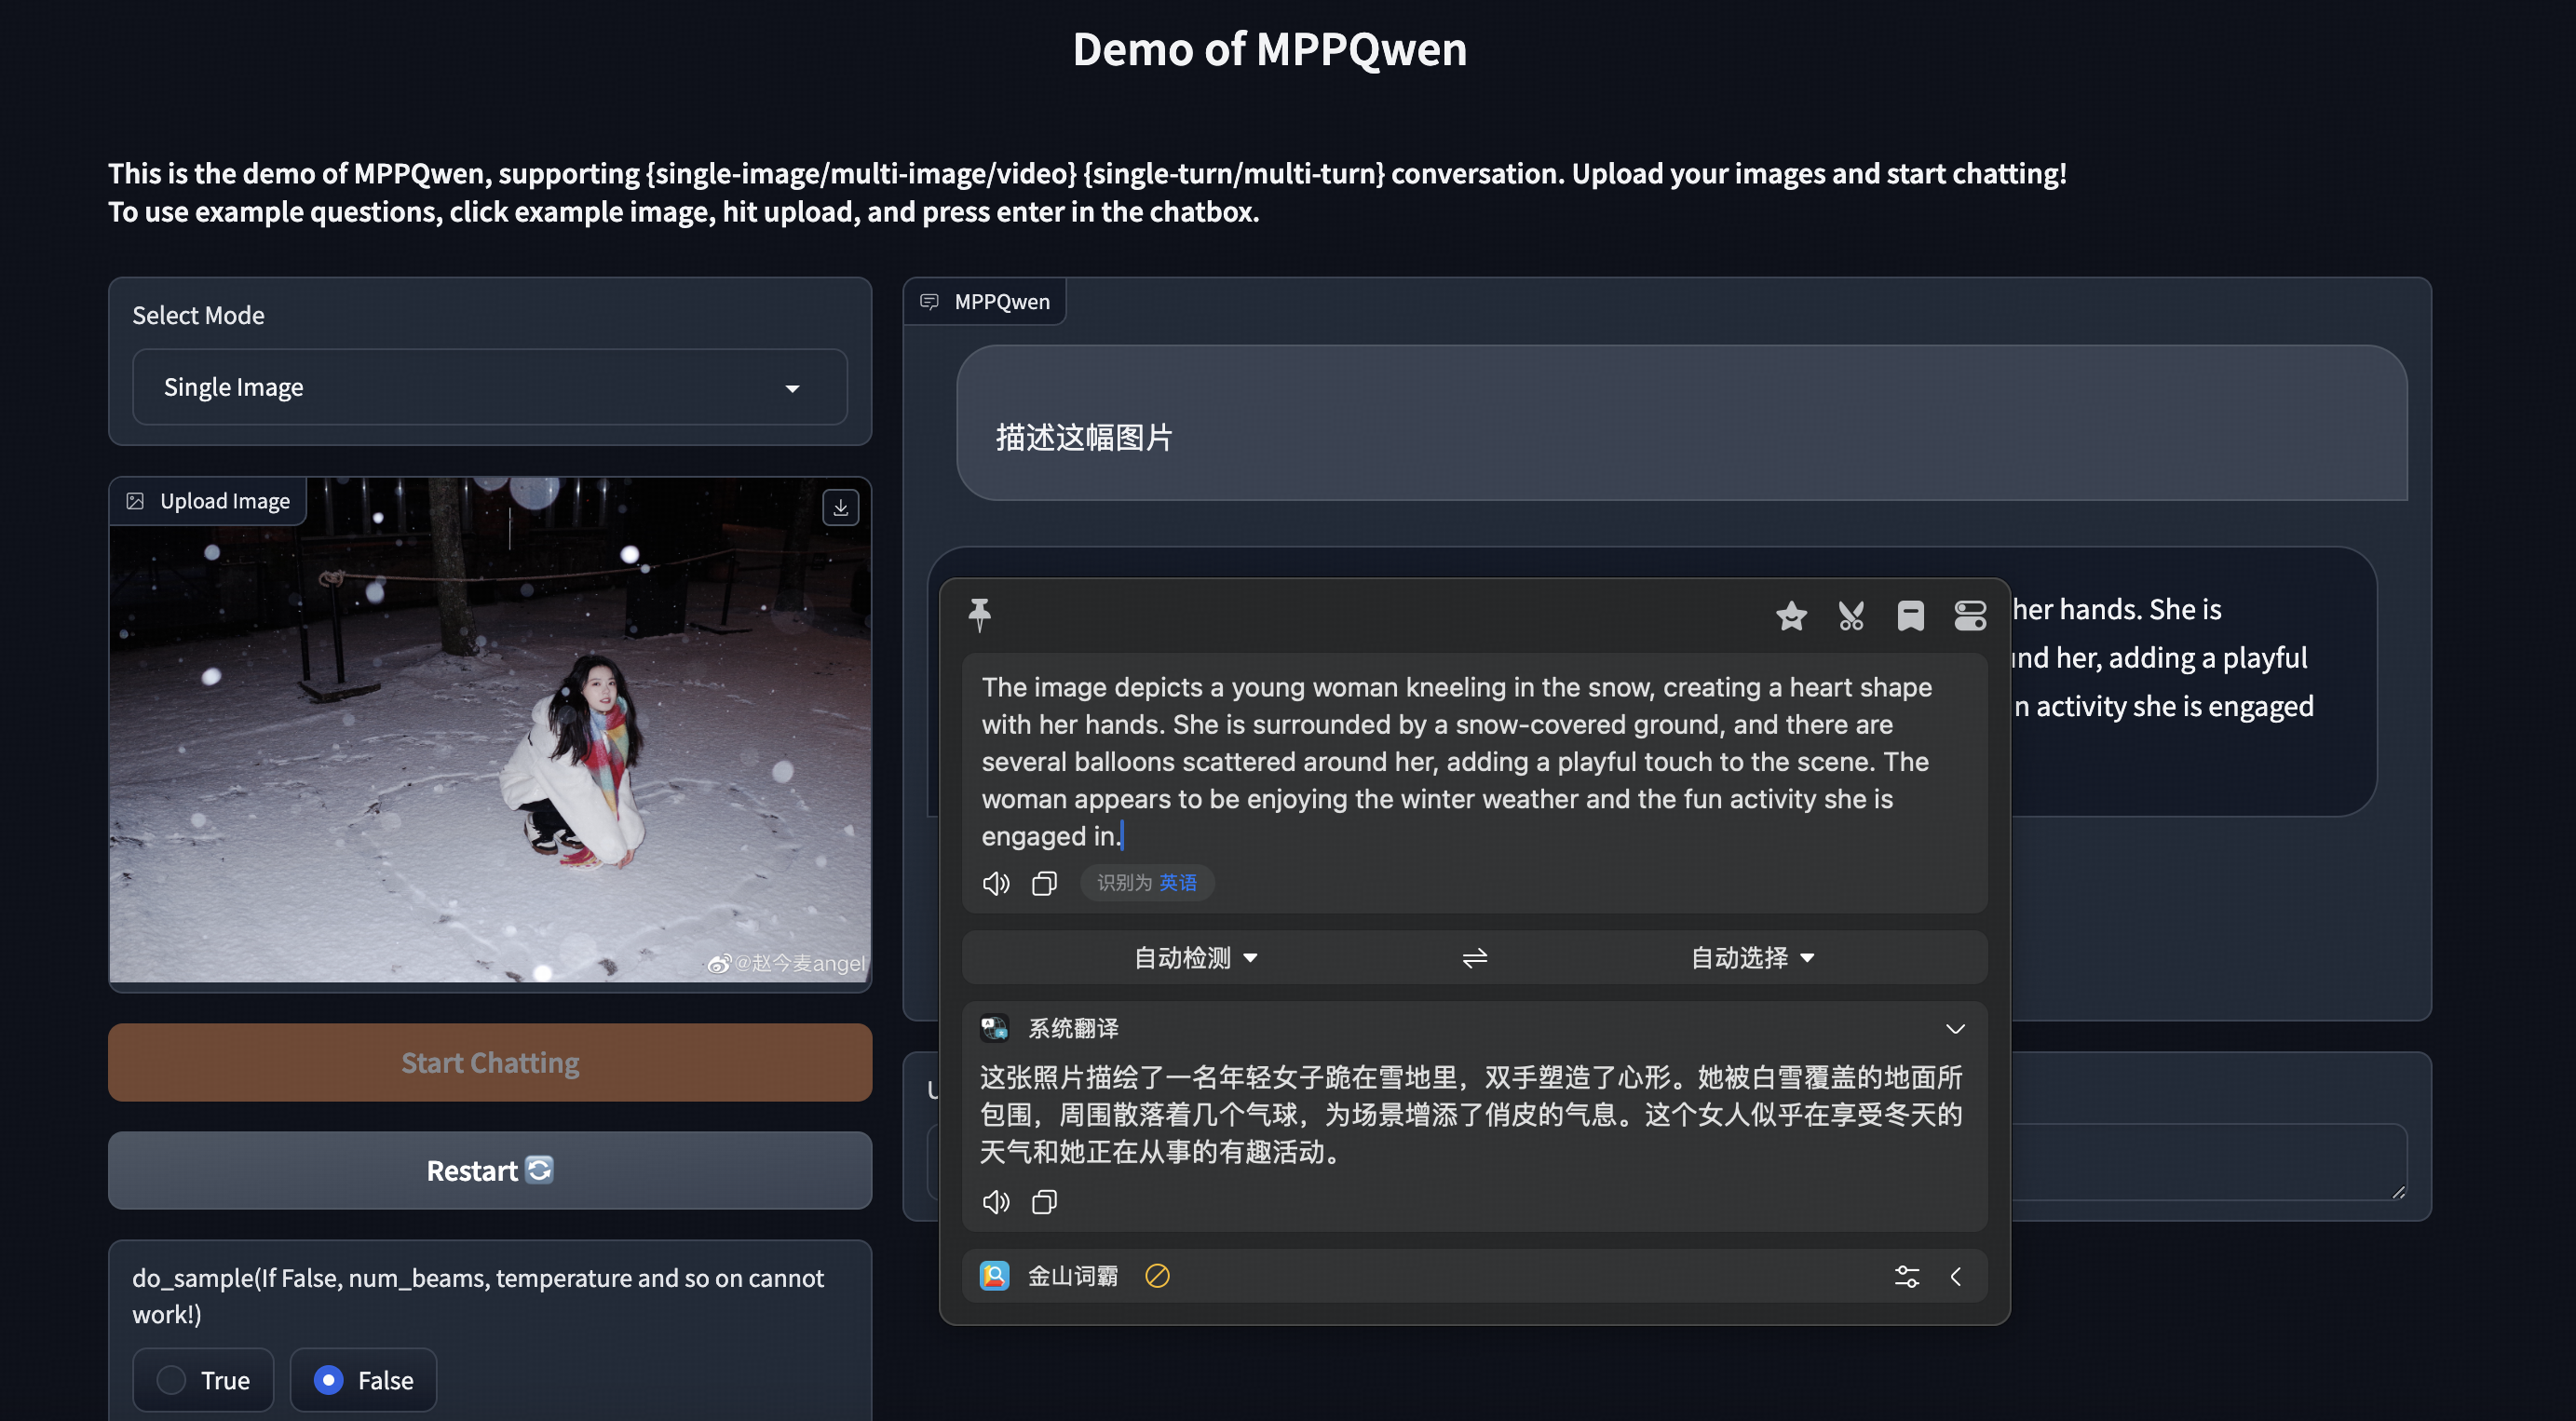 Demo of MPPQwen
This is the demo of MPPQwen, supporting {single-image/multi-image/video} {single-turn/multi-turn} conversation. Upload your images and start chatting!
To use example questions, click example image, hit upload, and press enter in the chatbox.
Select Mode
Single Image
Upload Image
@赵今麦angel
Start Chatting
Restart
do_sample(If False, num_beams, temperature and so on cannot
work!)
True
False
MPPQwen
描述这幅图片
her hands. She is
her, adding a playful
activity she is engaged
The image depicts a young woman kneeling in the snow, creating a heart shape
with her hands. She is surrounded by a snow-covered ground, and there are
several balloons scattered around her, adding a playful touch to the scene. The
woman appears to be enjoying the winter weather and the fun activity she is
engaged in.
识别为 英语
自动检测
自动选择
系统翻译
这张照片描绘了一名年轻女子跪在雪地里，双手塑造了心形。她被白雪覆盖的地面所
包围，周围散落着几个气球，为场景增添了俏皮的气息。这个女人似乎在享受冬天的
天气和她正在从事的有趣活动。
金山词霸